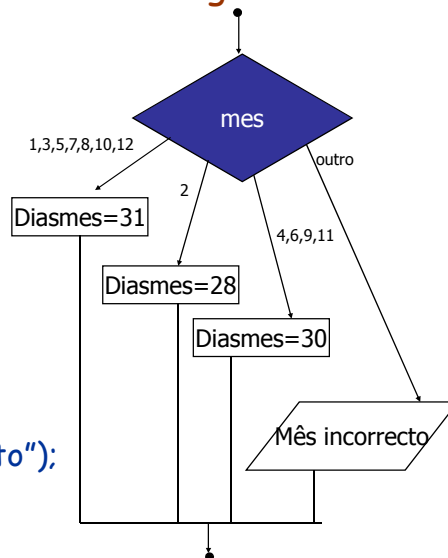 mes
1,3,5,7,8,10,12
outro
2
Diasmes=31
4,6,9,11
Diasmes=28
Diasmes=30
Mês incorrecto
to");